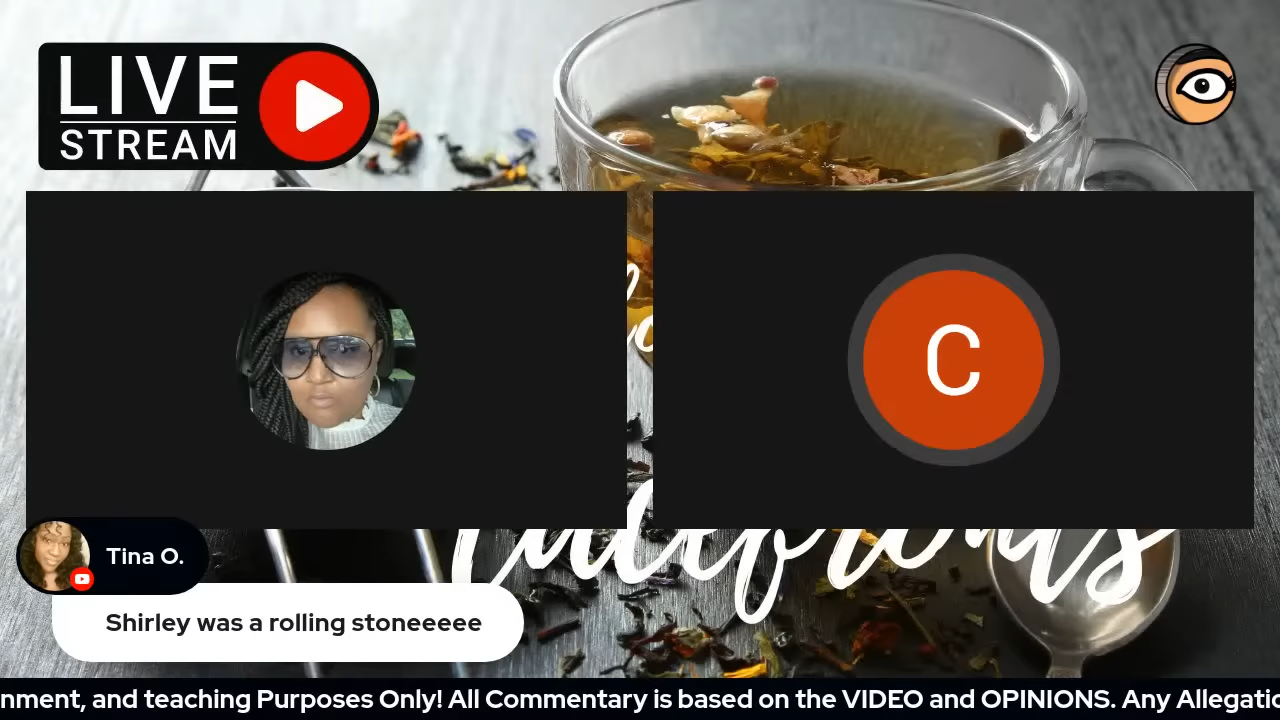 LIVE
STREAM
C
Tina O.
Shirley was a rolling stoneeeee
nment, and teaching Purposes Only! All Commentary is based on the VIDEO and OPINIONS. Any Allegatio